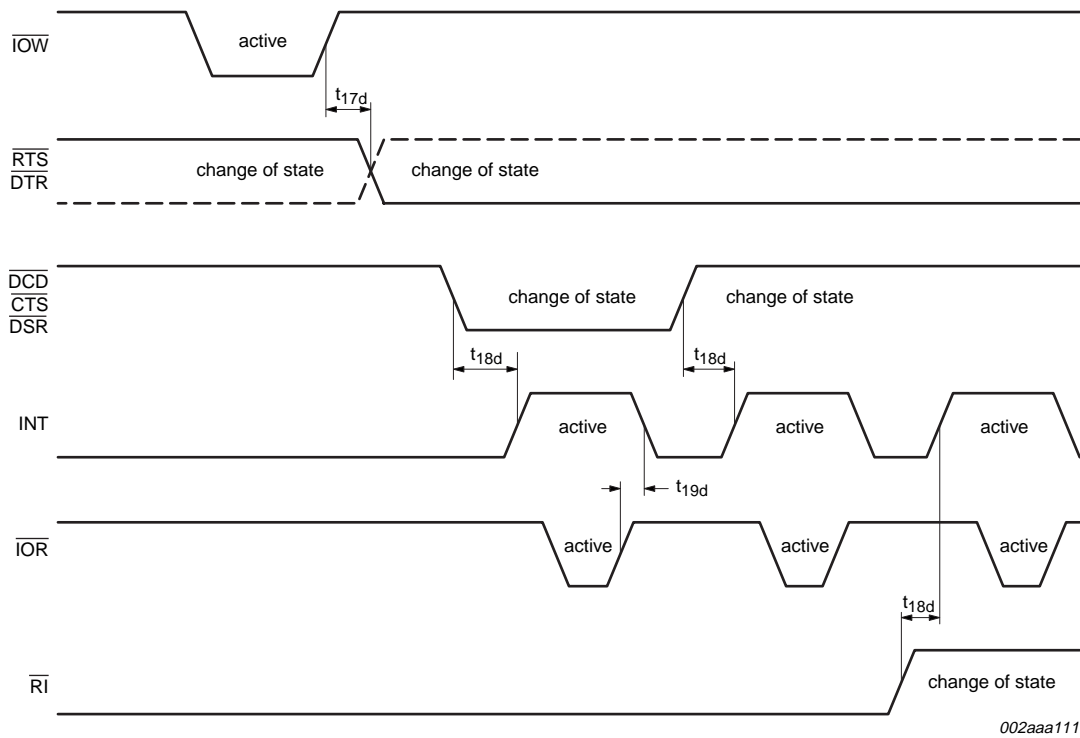 IOW
active
t17d
RTS
DTR
change of state
change of state
DCD
CTS
DSR
change of state
change of state
t18d
t18d
INT
active
active
active
t19d
IOR
active
active
active
t18d
RI
change of state
002aaa111